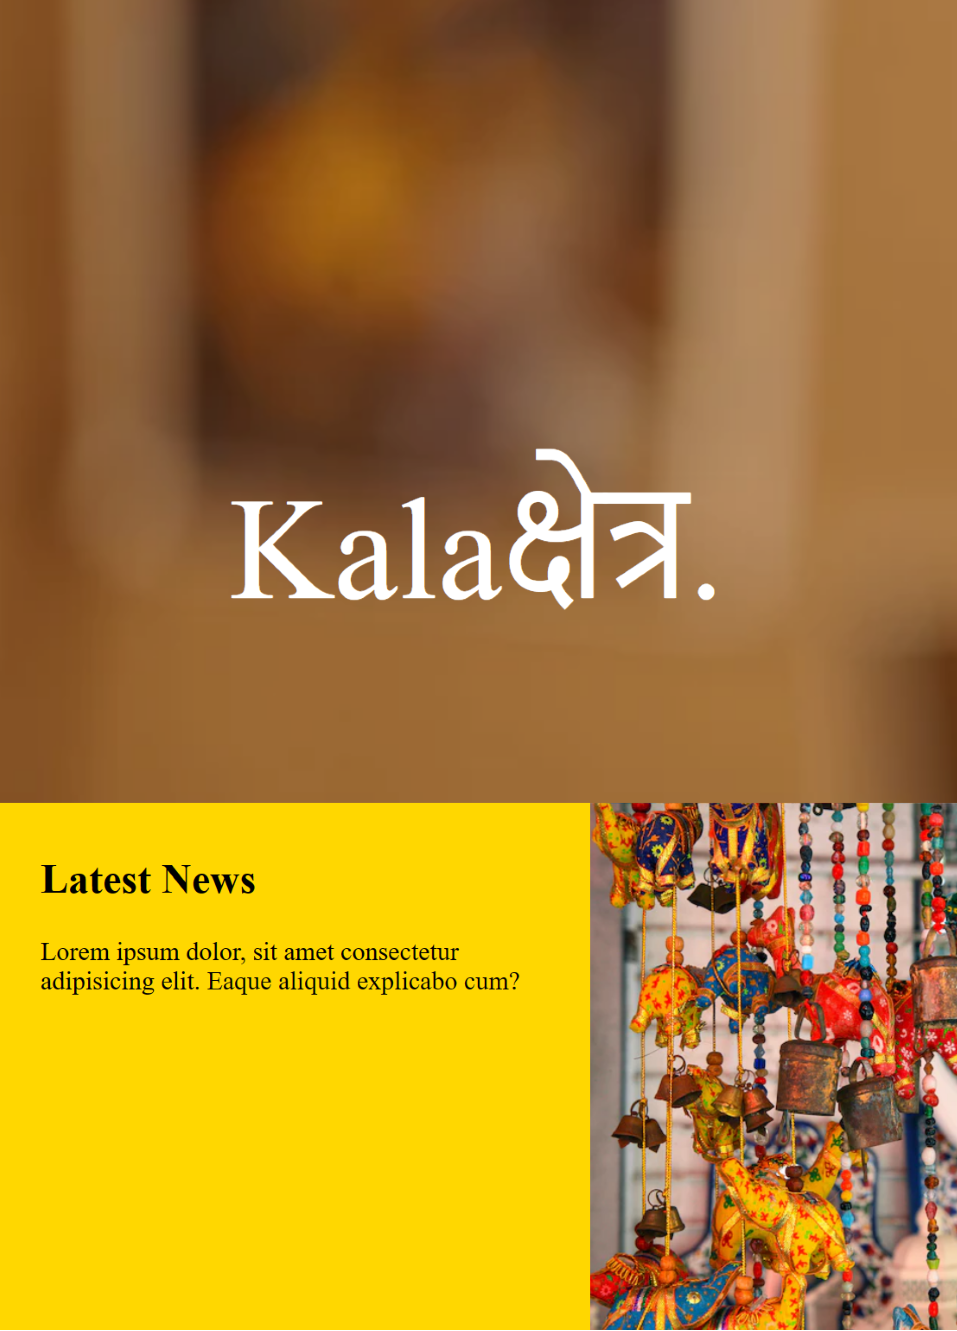 Kalaक्षेत्र.
Latest News
Lorem ipsum dolor, sit amet consectetur
adipisicing elit. Eaque aliquid explicabo cum?